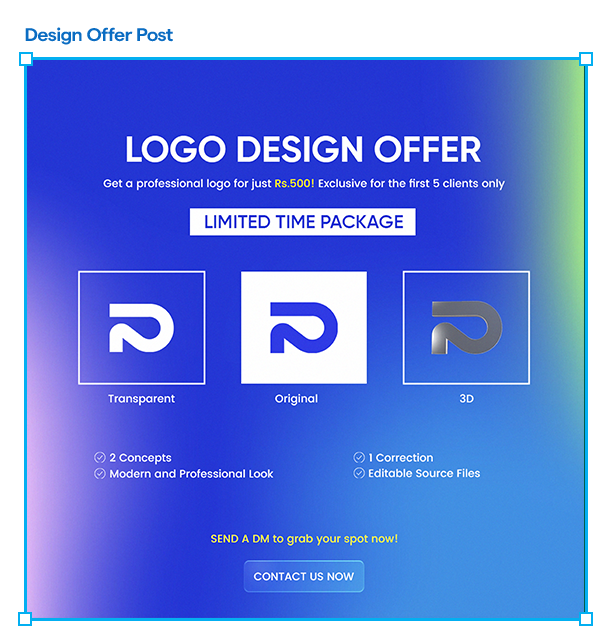 Design Offer Post
LOGO DESIGN OFFER
Get a professional logo for just Rs.500! Exclusive for the first 5 clients only
LIMITED TIME PACKAGE
Transparent
Original
3D
2 Concepts
Modern and Professional Look
1 Correction
Editable Source Files
SEND A DM to grab your spot now!
CONTACT US NOW